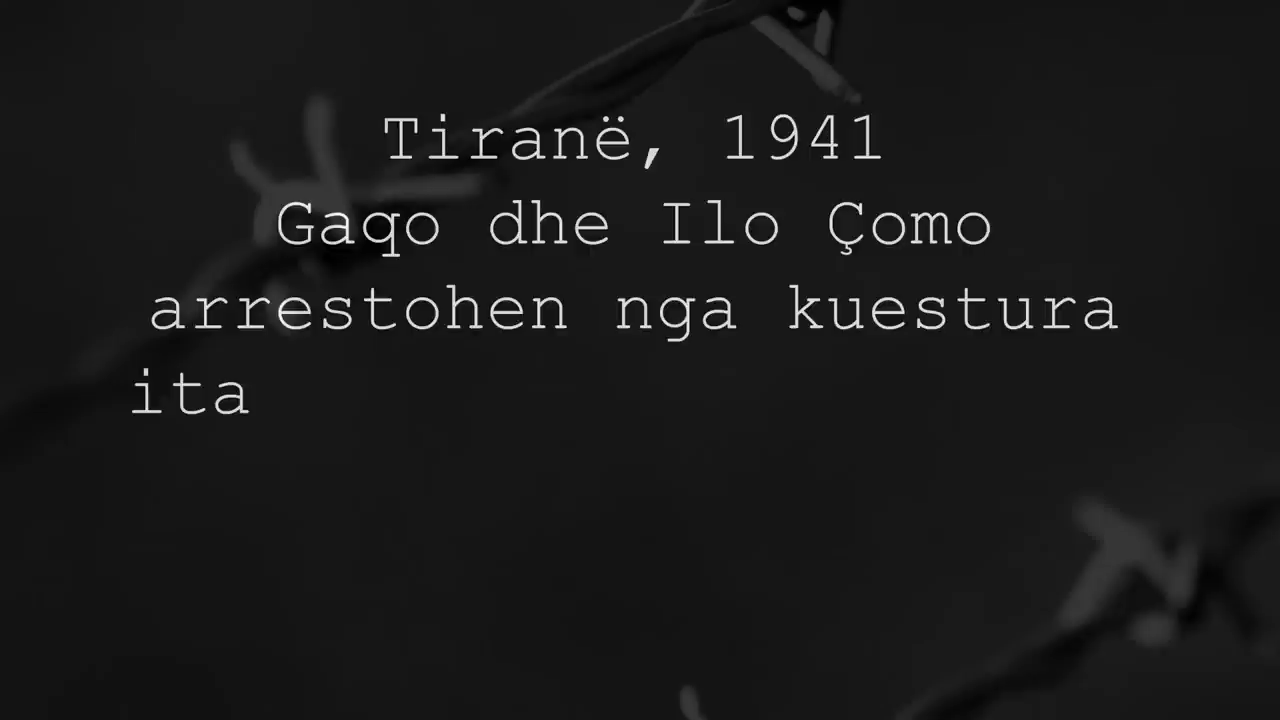 Tiranë, 1941
Gaqo dhe Ilo Çomo
arrestohen nga kuestura
ita